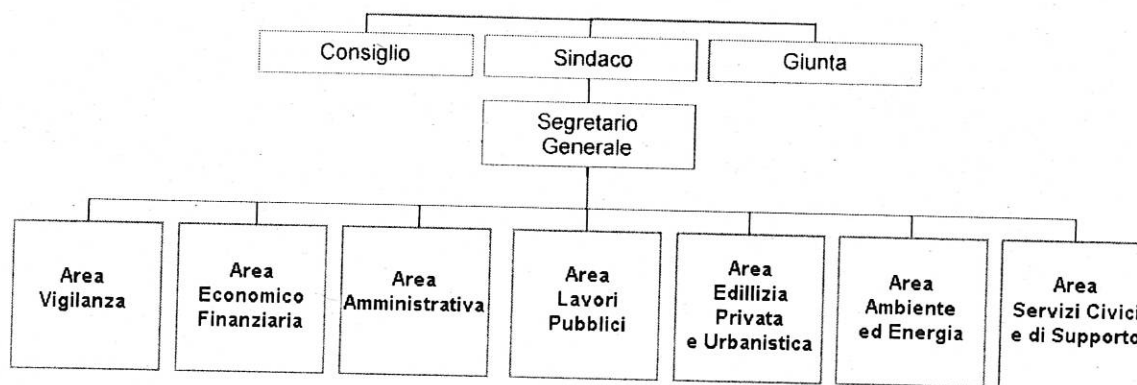 Consiglio
Sindaco
Giunta
Segretario
Generale
Area
Vigilanza
Area
Economico
Finanziaria
Area
Amministrativa
Area
Lavori
Pubblici
Area
Edillizia
Privata
e Urbanistica
Area
Ambiente
ed Energia
Area
Servizi Civici
e di Supporto